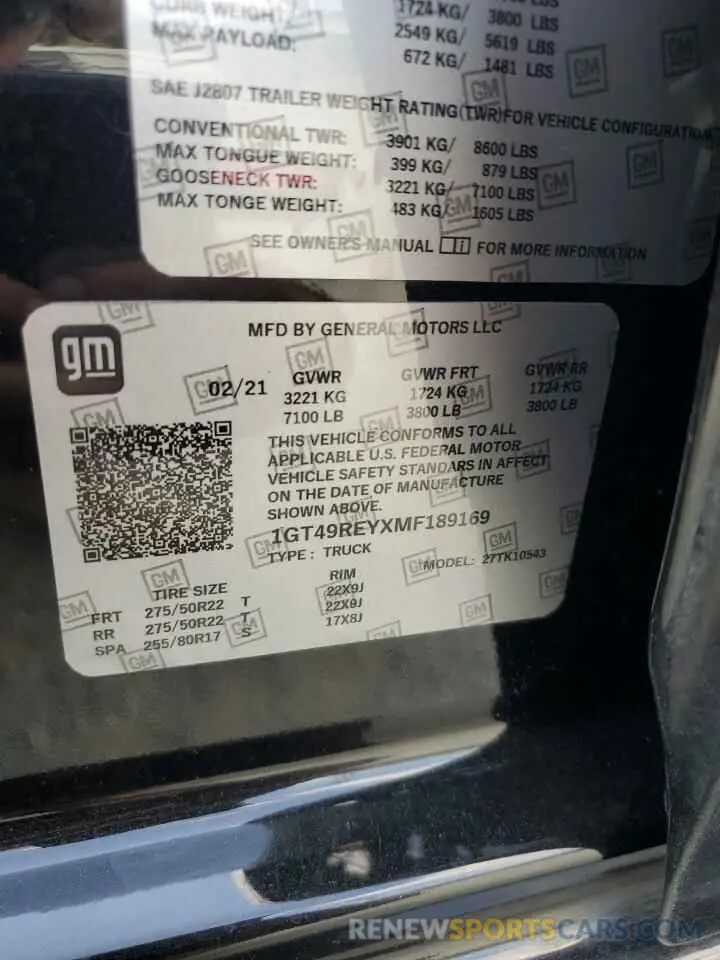 CURB WEIGHT 1724 KG/ 3800 LBS
MAX PAYLOAD: 2549 KG/ 5619 LBS
672 KG/ 1481 LBS
SAE J2807 TRAILER WEIGHT RATING(TWR)FOR VEHICLE CONFIGURATION
CONVENTIONAL TWR: 3901 KG/ 8600 LBS
MAX TONGUE WEIGHT: 399 KG/ 879 LBS
GOOSENECK TWR: 3221 KG/ 7100 LBS
MAX TONGE WEIGHT: 483 KG/ 1605 LBS
SEE OWNER'S MANUAL FOR MORE INFORMATION
gm
MFD BY GENERAL MOTORS LLC
02/21 GVWR GVWR FRT GVWR RR
3221 KG 1724 KG 1724 KG
7100 LB 3800 LB 3800 LB
THIS VEHICLE CONFORMS TO ALL
APPLICABLE U.S. FEDERAL MOTOR
VEHICLE SAFETY STANDARS IN AFFECT
ON THE DATE OF MANUFACTURE
SHOWN ABOVE.
1GT49REYXMF189169
TYPE : TRUCK MODEL: 27TK10543
TIRE SIZE RIM
FRT 275/50R22 T 22X9J
RR 275/50R22 T 22X9J
SPA 255/80R17 S 17X8J
RENEWSPORTSCARS.COM